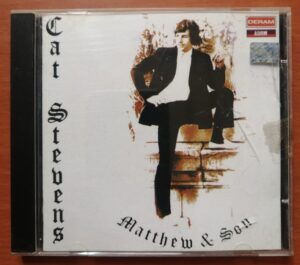 Cat Stevens
DERAM
Matthew & Son